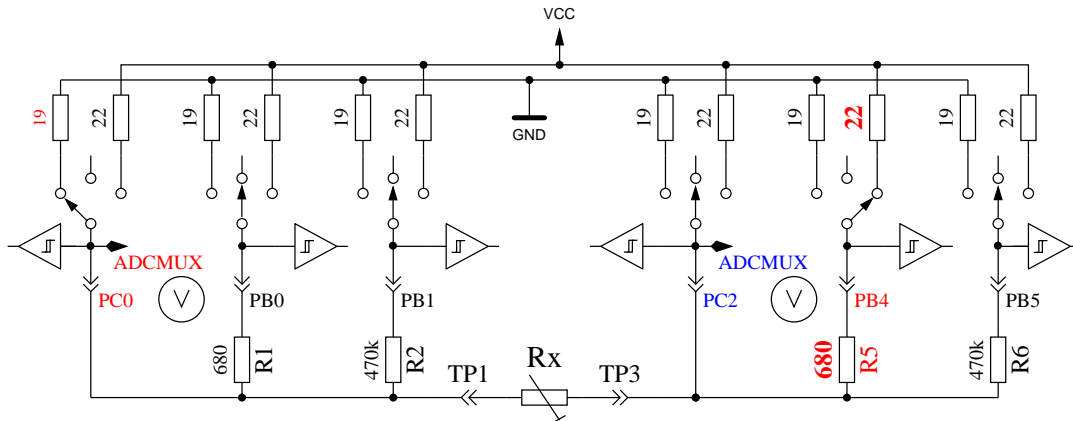 VCC
19
22
19
22
19
22
GND
19
22
19
22
19
22
ADCMUX
V
ADCMUX
V
PC0
PB0
PB1
PC2
PB4
PB5
680
R1
470k
R2
TP1
Rx
TP3
680
R5
470k
R6